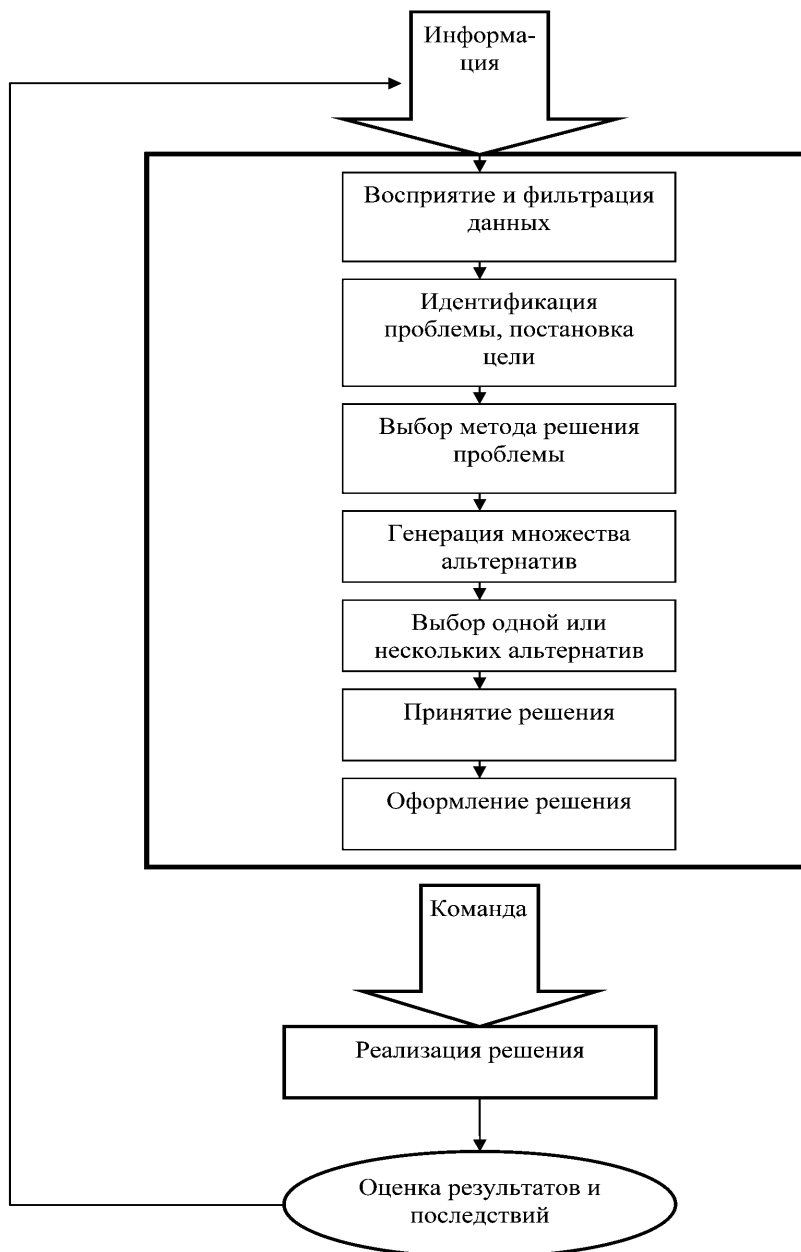 Информа-
ция
Восприятие и фильтрация
данных
Идентификация
проблемы, постановка
цели
Выбор метода решения
проблемы
Генерация множества
альтернатив
Выбор одной или
нескольких альтернатив
Принятие решения
Оформление решения
Команда
Реализация решения
Оценка результатов и
последствий